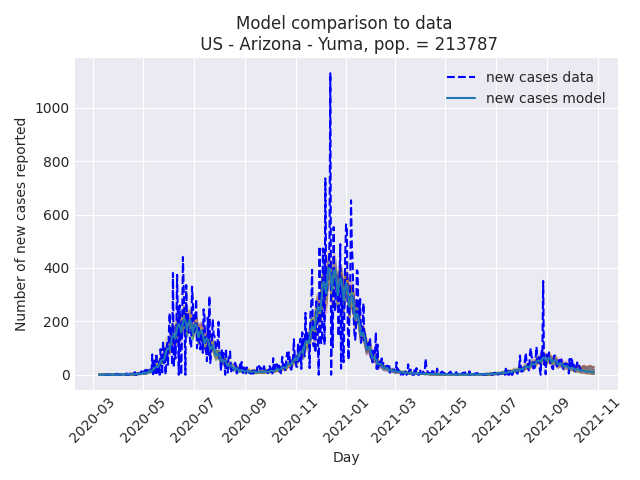 Model comparison to data
US - Arizona - Yuma, pop. = 213787
new cases data
new cases model
Number of new cases reported
1000
800
600
400
200
0
2020-03
2020-05
2020-07
2020-09
2020-11
2021-01
2021-03
2021-05
2021-07
2021-09
2021-11
Day